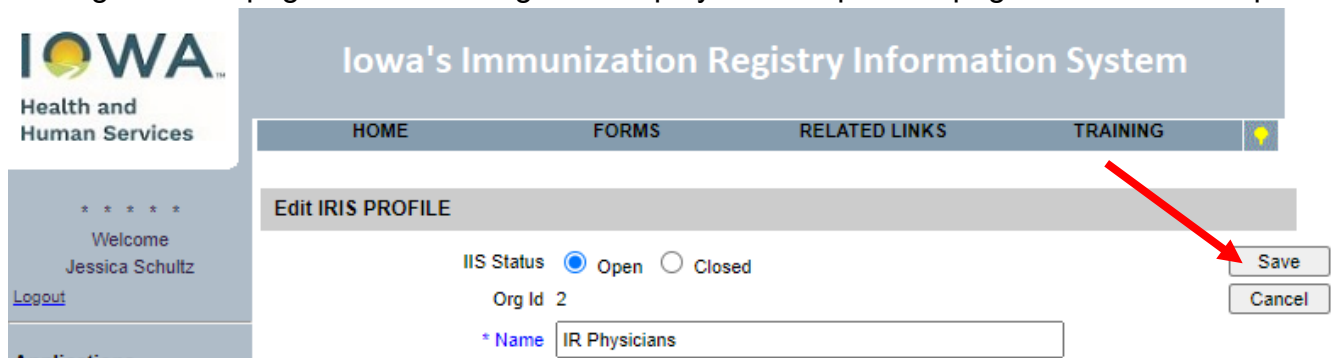 IOWA™
Health and
Human Services
Iowa's Immunization Registry Information System
HOME FORMS RELATED LINKS TRAINING
* * * * *
Welcome
Jessica Schultz
Logout
Edit IRIS PROFILE
IIS Status Open Closed
Save
Org Id 2
Cancel
* Name IR Physicians